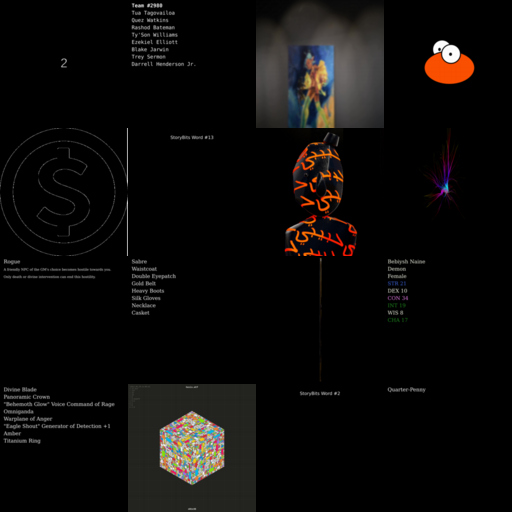 2
Team #2980
Tua Tagovailoa
Quez Watkins
Rashod Bateman
Ty'Son Williams
Ezekiel Elliott
Blake Jarwin
Trey Sermon
Darrell Henderson Jr.
$
StoryBits Word #13
Rogue
A friendly NPC of the GM's choice becomes hostile towards you.
Only death or divine intervention can end this hostility.
Sabre
Waistcoat
Double Eyepatch
Gold Belt
Heavy Boots
Silk Gloves
Necklace
Casket
Bebiysh Naine
Demon
Female
STR 21
DEX 10
CON 34
INT 19
WIS 8
CHA 17
Divine Blade
Panoramic Crown
"Behemoth Glow" Voice Command of Rage
Omniganda
Warplane of Anger
"Eagle Shout" Generator of Detection +1
Amber
Titanium Ring
StoryBits Word #2
Quarter-Penny